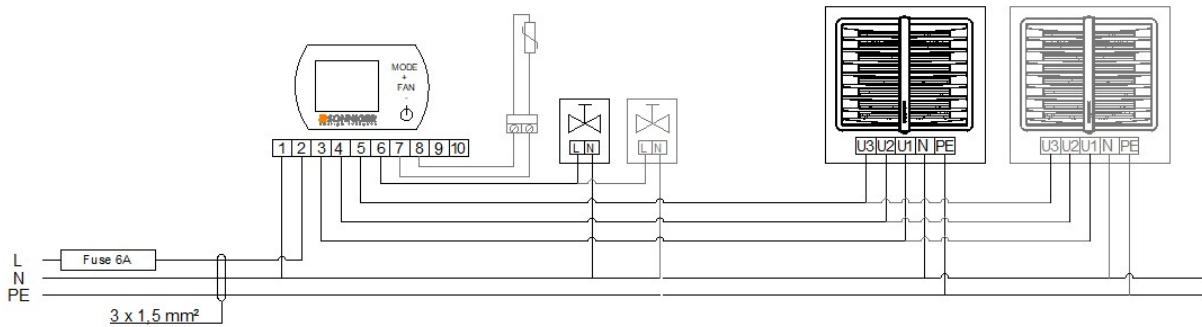 MODE
+
FAN
-
SONNIGER
1 2 3 4 5 6 7 8 9 10
L N
L N
U3 U2 U1 N PE
U3 U2 U1 N PE
L
Fuse 6A
N
PE
3 x 1,5 mm²